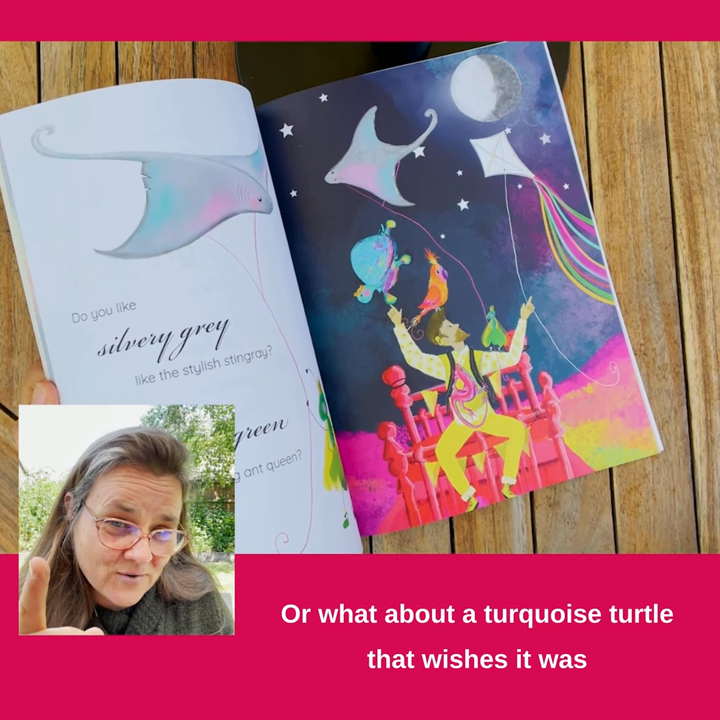 Do you like
silvery grey
like the stylish stingray?
green
ant queen?
Or what about a turquoise turtle
that wishes it was